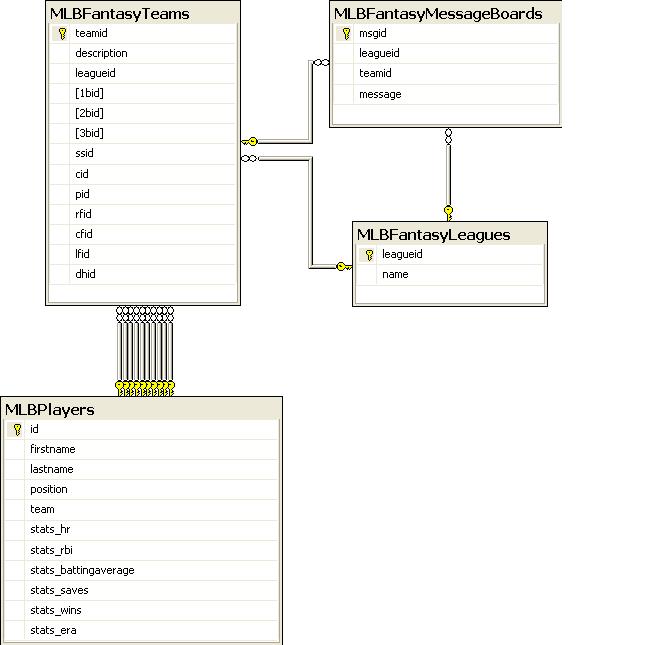 MLBFantasyTeams
teamid
description
leagueid
[1bid]
[2bid]
[3bid]
ssid
cid
pid
rfid
cfid
lfid
dhid
MLBFantasyMessageBoards
msgid
leagueid
teamid
message
MLBFantasyLeagues
leagueid
name
MLBPlayers
id
firstname
lastname
position
team
stats_hr
stats_rbi
stats_battingaverage
stats_saves
stats_wins
stats_era